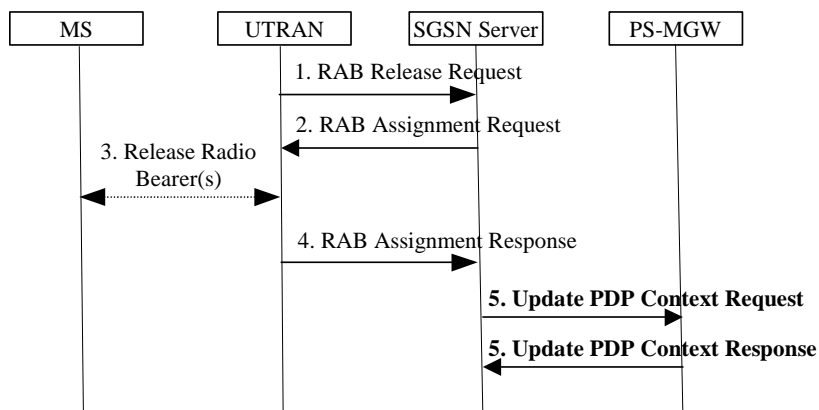 MS
UTRAN
SGSN Server
PS-MGW
1. RAB Release Request
2. RAB Assignment Request
3. Release Radio
Bearer(s)
4. RAB Assignment Response
5. Update PDP Context Request
5. Update PDP Context Response